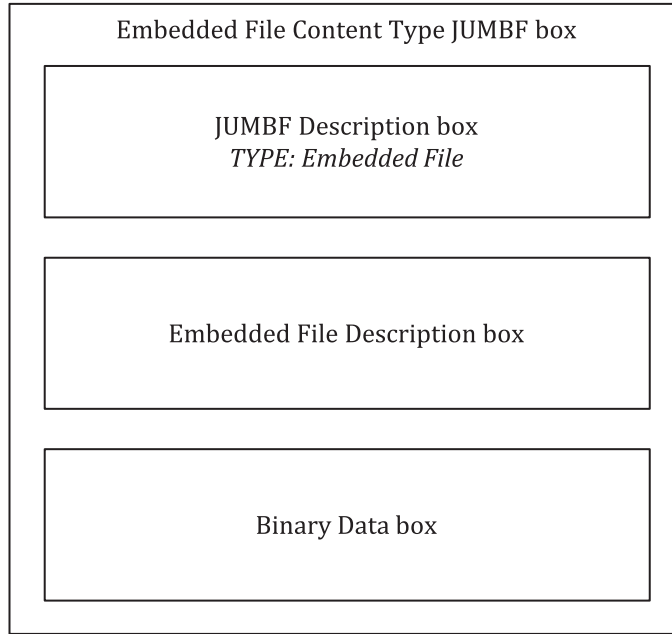 Embedded File Content Type JUMBF box
JUMBF Description box
TYPE: Embedded File
Embedded File Description box
Binary Data box